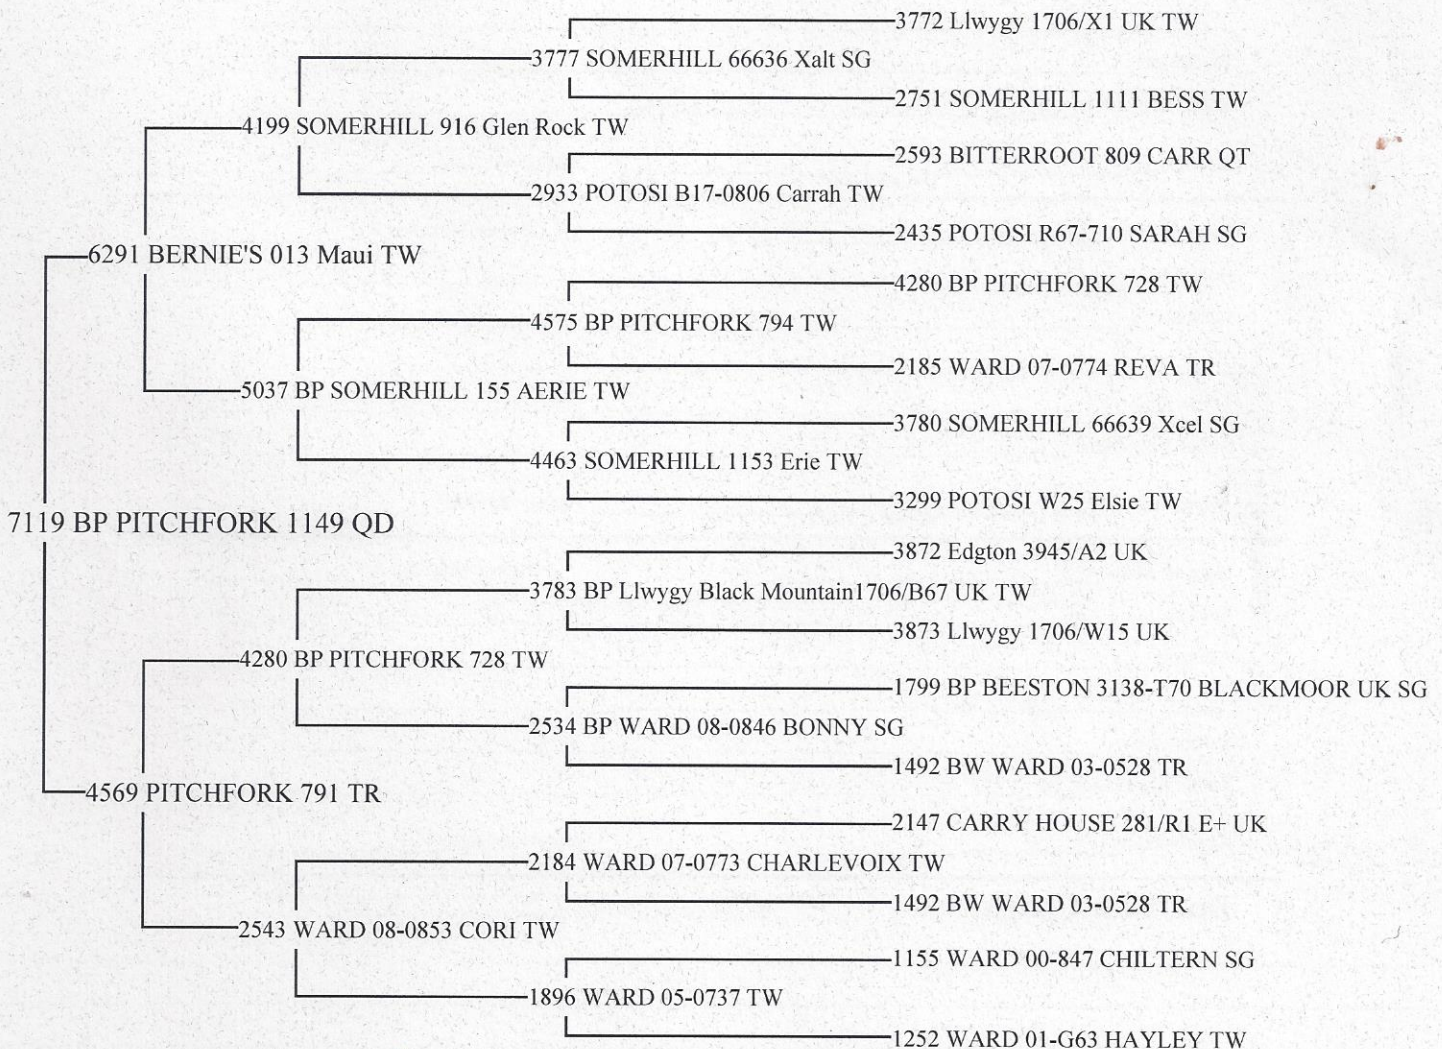 3772 Llwygy 1706/X1 UK TW
3777 SOMERHILL 66636 Xalt SG
2751 SOMERHILL 1111 BESS TW
4199 SOMERHILL 916 Glen Rock TW
2593 BITTERROOT 809 CARR QT
2933 POTOSI B17-0806 Carrah TW
2435 POTOSI R67-710 SARAH SG
6291 BERNIE'S 013 Maui TW
4280 BP PITCHFORK 728 TW
4575 BP PITCHFORK 794 TW
2185 WARD 07-0774 REVA TR
5037 BP SOMERHILL 155 AERIE TW
3780 SOMERHILL 66639 Xcel SG
4463 SOMERHILL 1153 Erie TW
3299 POTOSI W25 Elsie TW
7119 BP PITCHFORK 1149 QD
3872 Edgton 3945/A2 UK
3783 BP Llwygy Black Mountain1706/B67 UK TW
3873 Llwygy 1706/W15 UK
4280 BP PITCHFORK 728 TW
1799 BP BEESTON 3138-T70 BLACKMOOR UK SG
2534 BP WARD 08-0846 BONNY SG
1492 BW WARD 03-0528 TR
4569 PITCHFORK 791 TR
2147 CARRY HOUSE 281/R1 E+ UK
2184 WARD 07-0773 CHARLEVOIX TW
1492 BW WARD 03-0528 TR
2543 WARD 08-0853 CORI TW
1155 WARD 00-847 CHILTERN SG
1896 WARD 05-0737 TW
1252 WARD 01-G63 HAYLEY TW